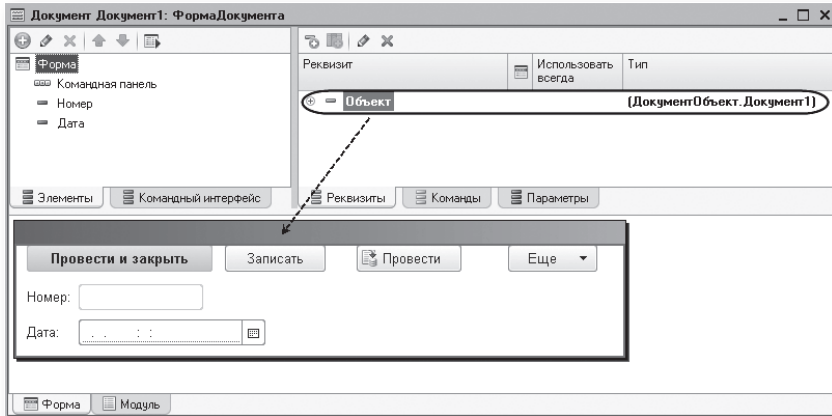 Документ Документ1: ФормаДокумента
Форма
Командная панель
Номер
Дата
Элементы
Командный интерфейс
Реквизит
Использовать всегда
Тип
Объект
(ДокументОбъект.Документ1)
Реквизиты
Команды
Параметры
Провести и закрыть
Записать
Провести
Еще
Номер:
Дата:
. . : :
Форма
Модуль